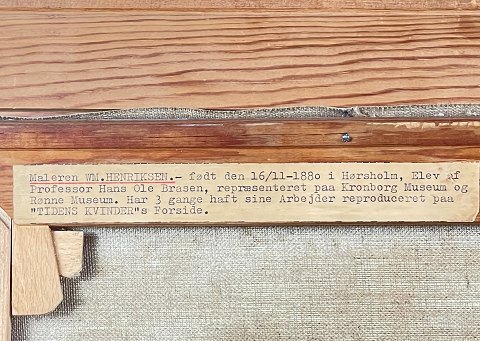 Maleren WM.HENRIKSEN.- født den 16/11-1880 i Hørsholm, Elev af
Professor Hans Ole Brasen, repræsenteret paa Kronborg Museum og
Rønne Museum. Har 3 gange haft sine Arbejder reproduceret paa
"TIDENS KVINDER"s Forside.